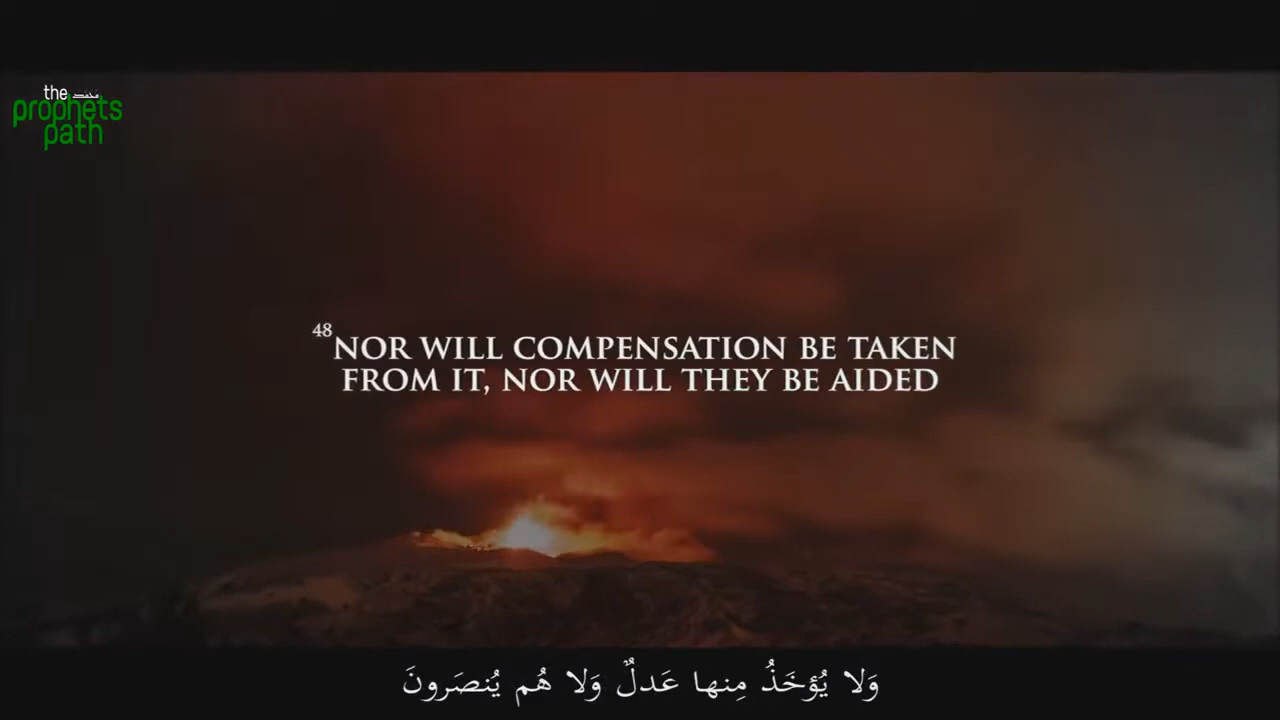 the محمد
prophets
path
48 NOR WILL COMPENSATION BE TAKEN
FROM IT, NOR WILL THEY BE AIDED
وَلا يُؤخَذُ مِنها عَدلٌ وَلا هُم يُنصَرونَ